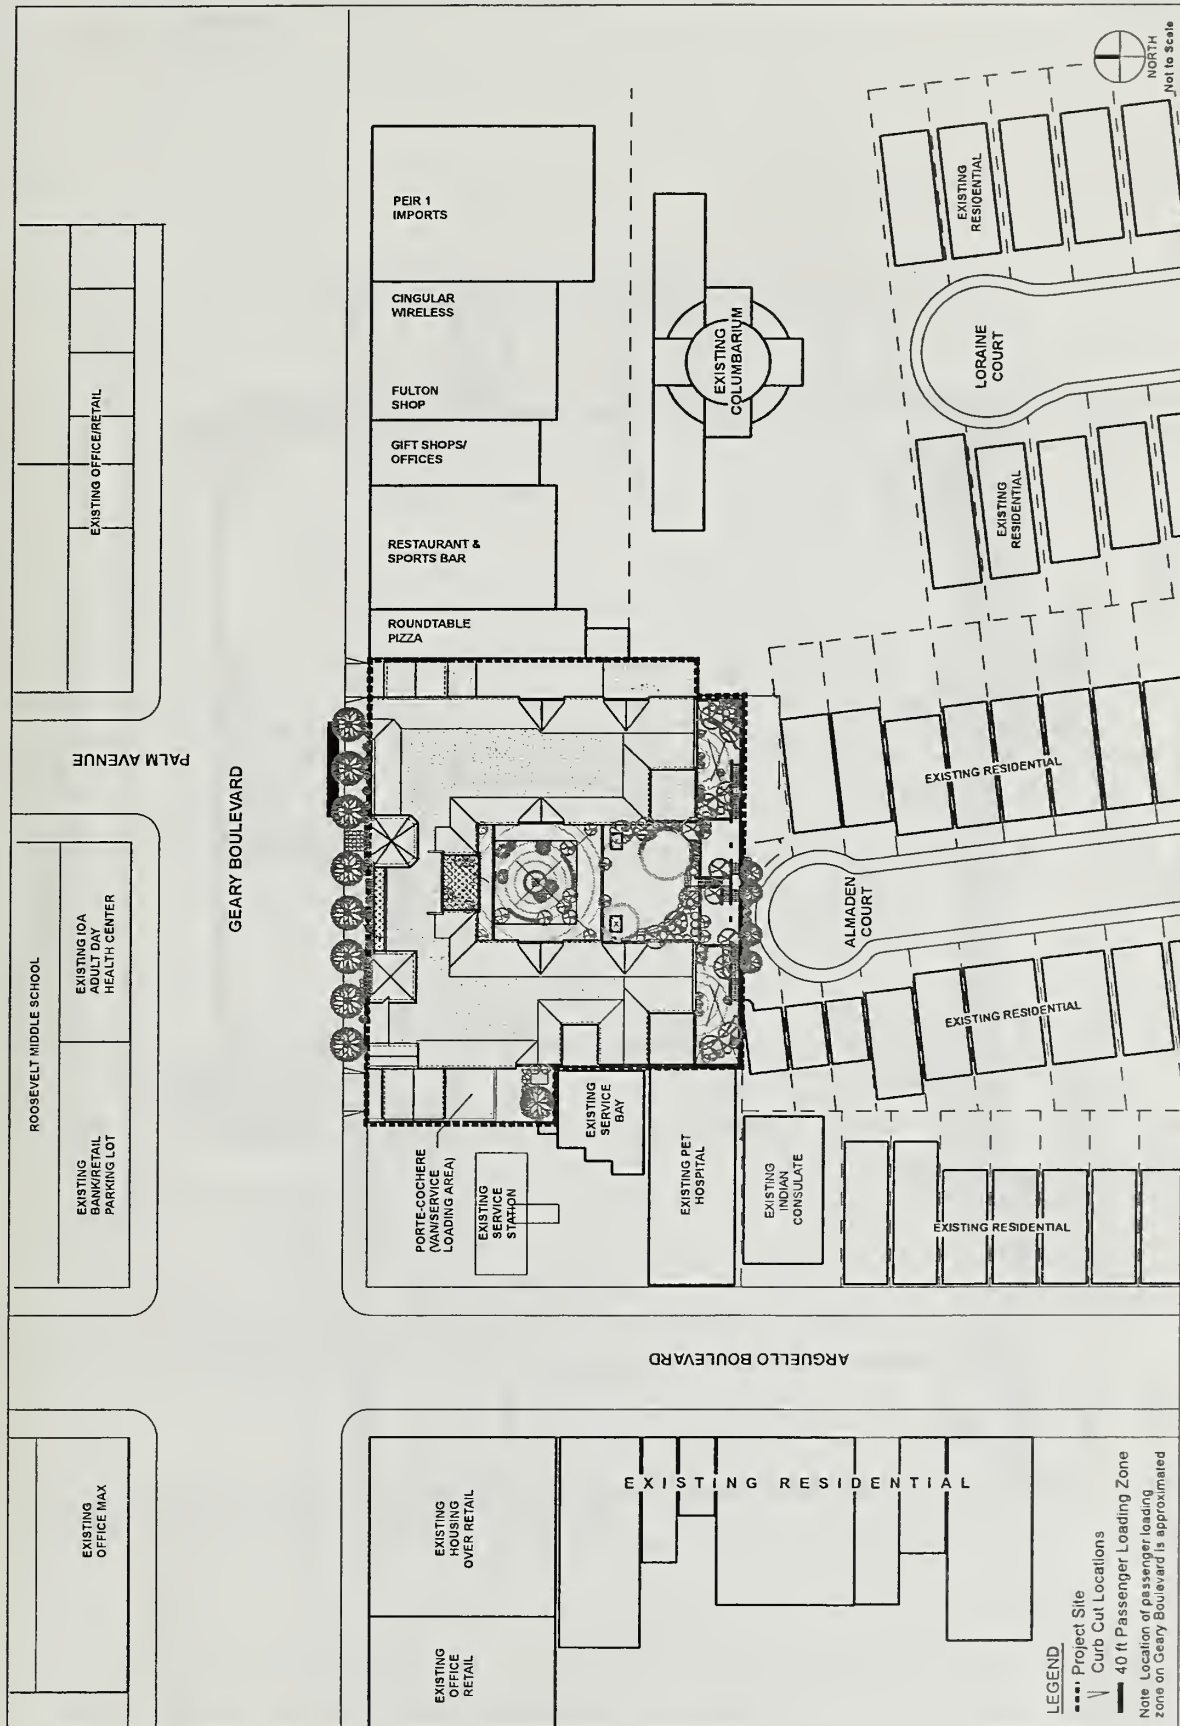 ROOSEVELT MIDDLE SCHOOL
EXISTING
OFFICE MAX
EXISTING
BANK/RETAIL
PARKING LOT
EXISTING IOA
ADULT DAY
HEALTH CENTER
PALM AVENUE
EXISTING OFFICE/RETAIL
GEARY BOULEVARD
EXISTING
OFFICE
RETAIL
EXISTING
HOUSING
OVER RETAIL
PORTE-COCHERE
(VAN/SERVICE
LOADING AREA)
EXISTING
SERVICE
STATION
EXISTING
SERVICE
BAY
EXISTING PET
HOSPITAL
EXISTING
INDIAN
CONSULATE
ROUNDTABLE
PIZZA
RESTAURANT &
SPORTS BAR
GIFT SHOPS/
OFFICES
FULTON
SHOP
CINGULAR
WIRELESS
PEIR 1
IMPORTS
EXISTING
COLUMBARIUM
ARGUELLO BOULEVARD
EXISTING RESIDENTIAL
EXISTING RESIDENTIAL
EXISTING RESIDENTIAL
ALMADEN
COURT
EXISTING RESIDENTIAL
EXISTING
RESIDENTIAL
LORAINE
COURT
EXISTING
RESIDENTIAL
LEGEND
Project Site
Curb Cut Locations
40 ft Passenger Loading Zone
Note Location of passenger loading
zone on Geary Boulevard is approximated
NORTH
Not to Scale